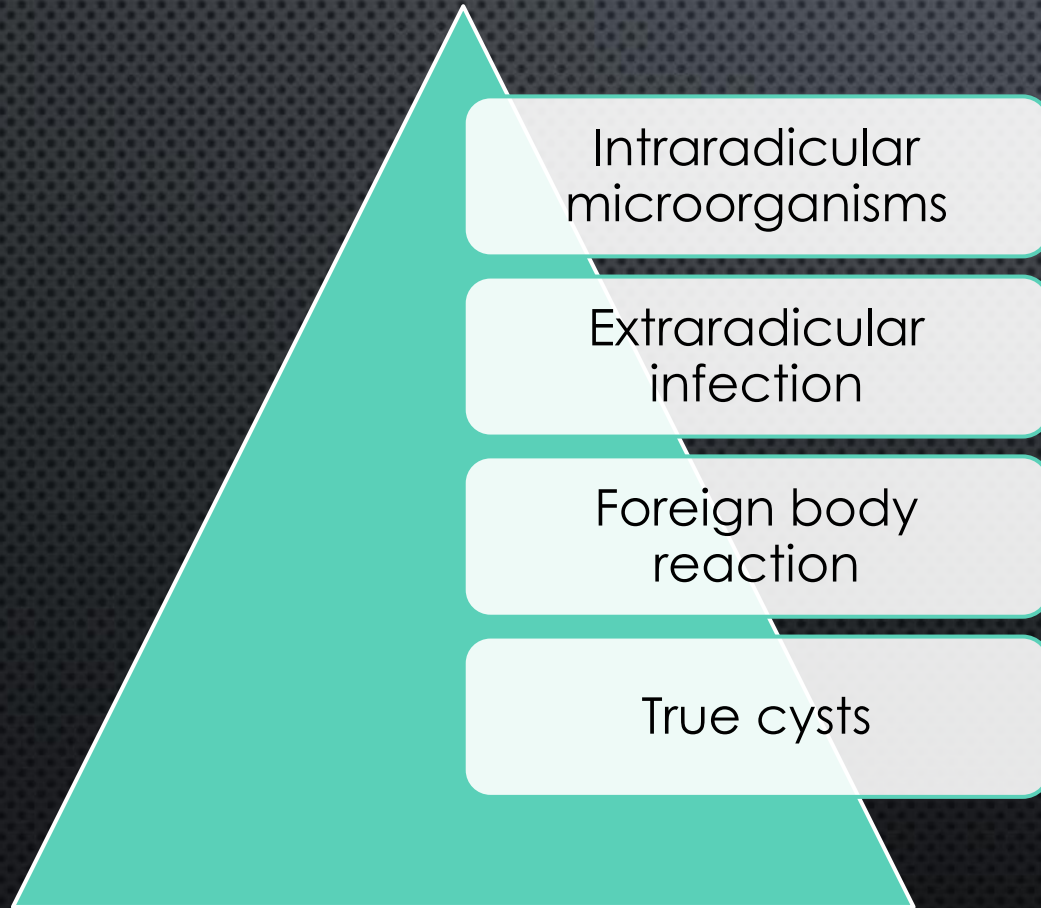 Intraradicular
microorganisms
Extraradicular
infection
Foreign body
reaction
True cysts